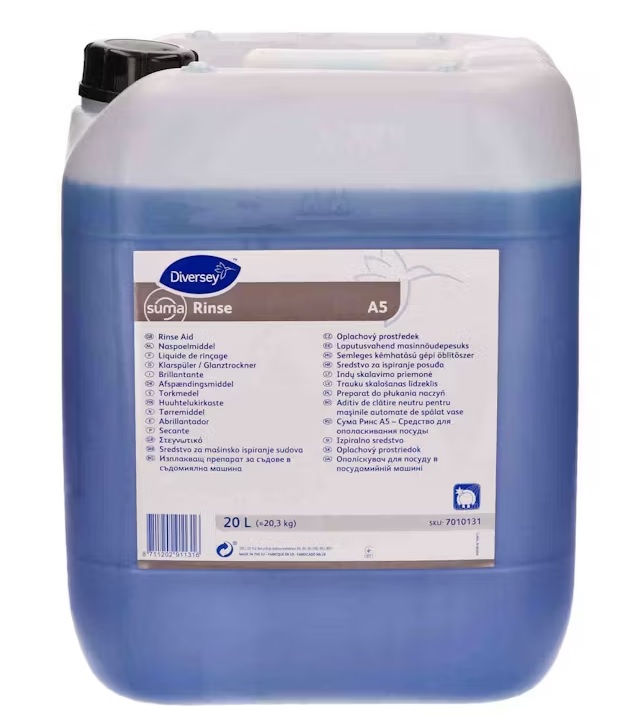 Diversey
suma Rinse
A5
Rinse Aid
Naspoelmiddel
Liquide de rinçage
Klarspüler / Glanztrockner
Brillantante
Afspændingsmiddel
Torkmedel
Huuhtelukirkaste
Tørremiddel
Abrillantador
Secante
Στεγνωτικό
Sredstvo za mašinsko ispiranje sudova
Изплакващ препарат за съдове в
съдомиялна машина
Oplachový prostředek
Loputusvahend masinnõudepesuks
Semleges kémhatású gépi öblítőszer
Sredstvo za ispiranje posuđa
Indų skalavimo priemonė
Trauku skalošanas līdzeklis
Preparat do płukania naczyń
Aditiv de clătire neutru pentru
mașinile automate de spălat vase
Сума Ринс А5 – Средство для
ополаскивания посуды
Izpiralno sredstvo
Oplachový prostriedok
Ополіскувач для посуду в
посудомийній машині
20 L (=20,3 kg)
SKU: 7010131
8 711202 911318